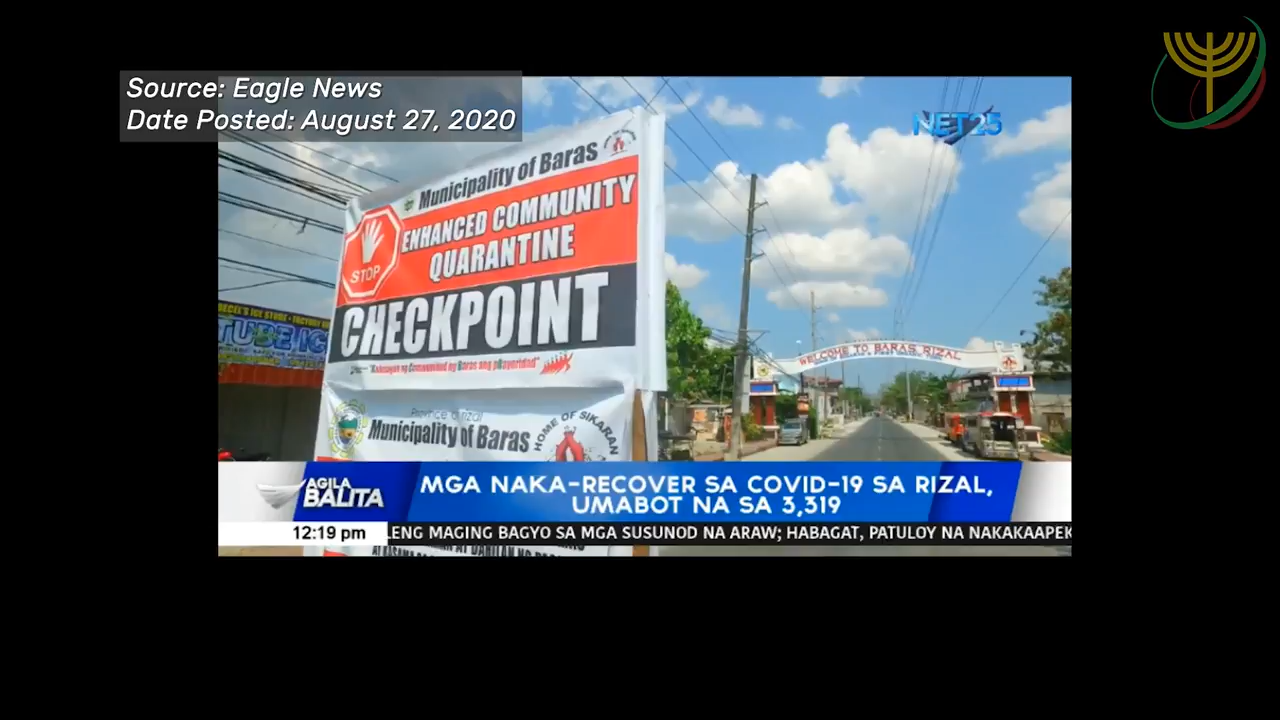 Source: Eagle News
Date Posted: August 27, 2020
NET25
Municipality of Baras
ENHANCED COMMUNITY
QUARANTINE
STOP
CHECKPOINT
TUBE IC
WELCOME TO BARAS RIZAL
Municipality of Baras
HOME OF SIKARAN
AGILA
BALITA
MGA NAKA-RECOVER SA COVID-19 SA RIZAL,
UMABOT NA SA 3,319
12:19 pm
LENG MAGING BAGYO SA MGA SUSUNOD NA ARAW; HABAGAT, PATULOY NA NAKAKAAPEK